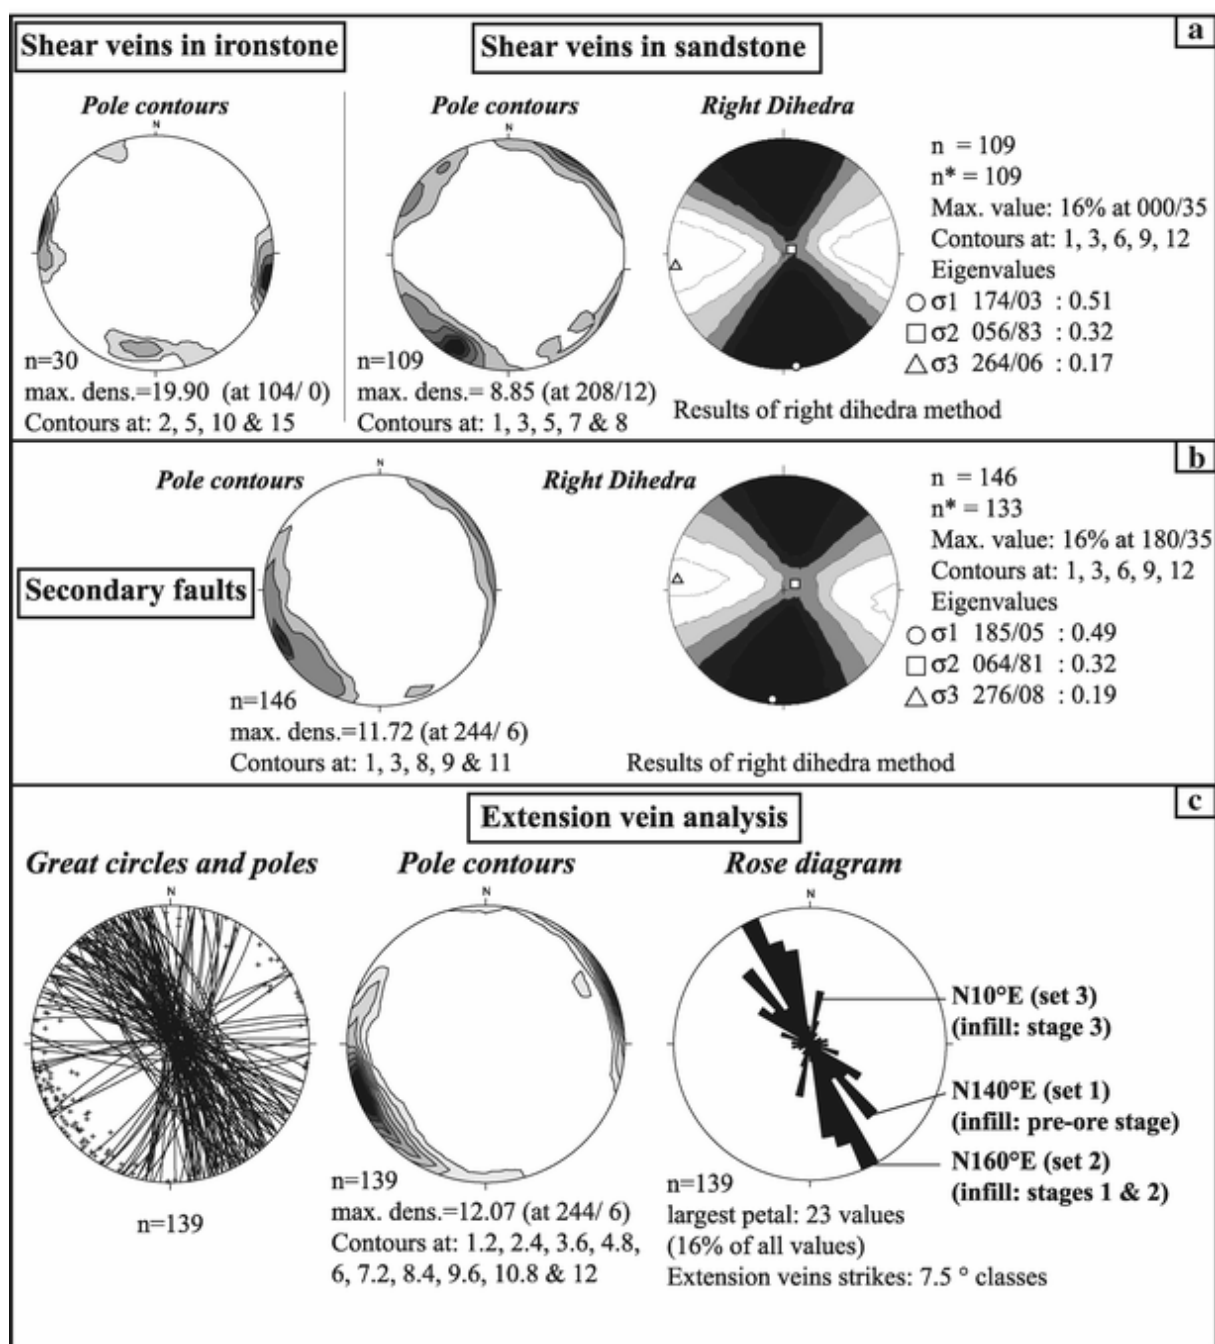 a
Shear veins in ironstone
Shear veins in sandstone
Pole contours
N
n=30
max. dens.=19.90 (at 104/ 0)
Contours at: 2, 5, 10 & 15
Pole contours
N
n=109
max. dens.= 8.85 (at 208/12)
Contours at: 1, 3, 5, 7 & 8
Right Dihedra
n = 109
n* = 109
Max. value: 16% at 000/35
Contours at: 1, 3, 6, 9, 12
Eigenvalues
○ σ1 174/03 : 0.51
□ σ2 056/83 : 0.32
△ σ3 264/06 : 0.17
Results of right dihedra method
b
Secondary faults
Pole contours
N
n=146
max. dens.=11.72 (at 244/ 6)
Contours at: 1, 3, 8, 9 & 11
Right Dihedra
n = 146
n* = 133
Max. value: 16% at 180/35
Contours at: 1, 3, 6, 9, 12
Eigenvalues
○ σ1 185/05 : 0.49
□ σ2 064/81 : 0.32
△ σ3 276/08 : 0.19
Results of right dihedra method
c
Extension vein analysis
Great circles and poles
N
n=139
Pole contours
N
n=139
max. dens.=12.07 (at 244/ 6)
Contours at: 1.2, 2.4, 3.6, 4.8,
6, 7.2, 8.4, 9.6, 10.8 & 12
Rose diagram
N
N10°E (set 3)
(infill: stage 3)
N140°E (set 1)
(infill: pre-ore stage)
N160°E (set 2)
(infill: stages 1 & 2)
n=139
largest petal: 23 values
(16% of all values)
Extension veins strikes: 7.5 ° classes